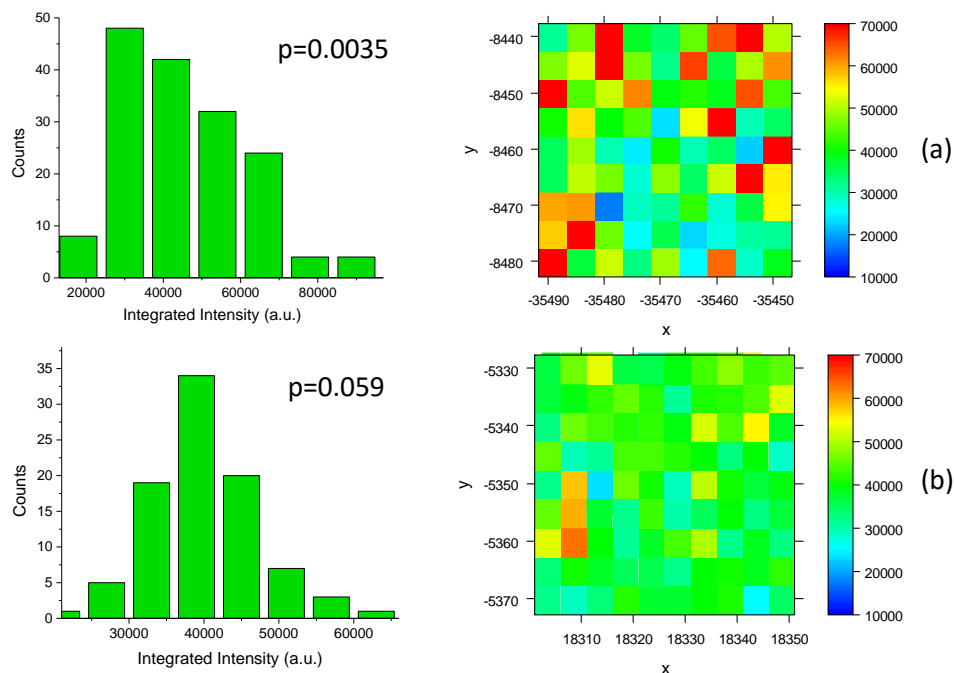 50
40
30
20
10
0
Counts
p=0.0035
20000 40000 60000 80000
Integrated Intensity (a.u.)
-8440
-8450
-8460
-8470
-8480
y
-35490 -35480 -35470 -35460 -35450
x
70000
60000
50000
40000
30000
20000
10000
(a)
35
30
25
20
15
10
5
0
Counts
p=0.059
30000 40000 50000 60000
Integrated Intensity (a.u.)
-5330
-5340
-5350
-5360
-5370
y
18310 18320 18330 18340 18350
x
70000
60000
50000
40000
30000
20000
10000
(b)